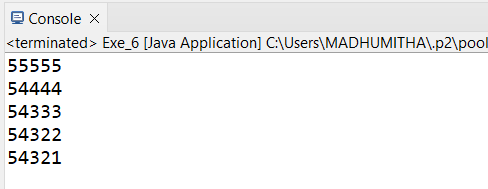 Console
<terminated> Exe_6 [Java Application] C:\Users\MADHUMITHA\.p2\pool
55555
54444
54333
54322
54321